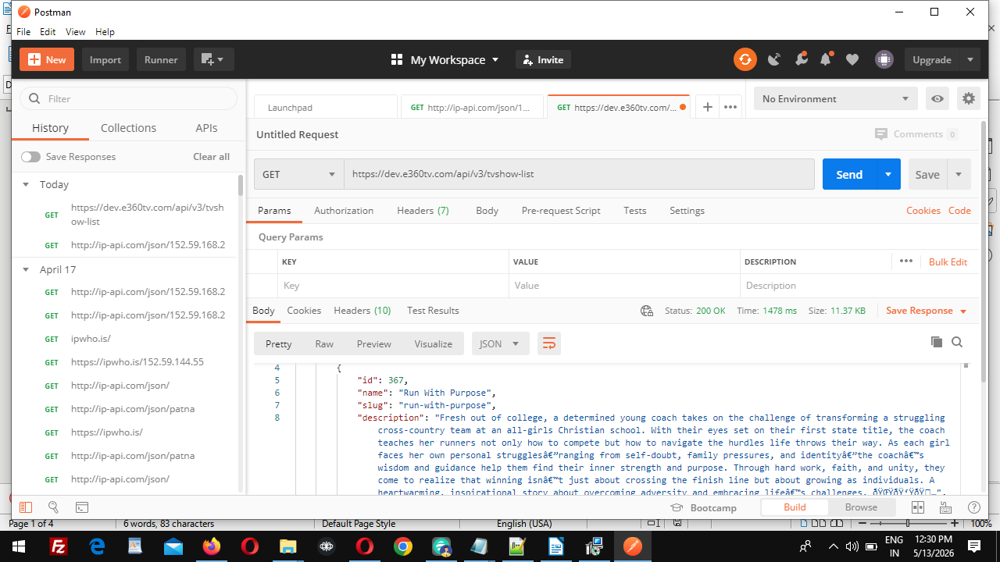 Postman
File Edit View Help
New Import Runner My Workspace Invite Upgrade
Filter
History Collections APIs
Save Responses Clear all
Today
GET https://dev.e360tv.com/api/v3/tvsh
ow-list
GET http://ip-api.com/json/152.59.168.2
April 17
GET http://ip-api.com/json/152.59.168.2
GET http://ip-api.com/json/152.59.168.2
GET ipwho.is/
GET https://ipwho.is/152.59.144.55
GET http://ip-api.com/json/
GET http://ip-api.com/json/patna
GET https://ipwho.is/
GET http://ip-api.com/json/patna
GET http://ip-api.com/json/
Launchpad GET http://ip-api.com/json/1... GET https://dev.e360tv.com/... No Environment
Untitled Request Comments 0
GET https://dev.e360tv.com/api/v3/tvshow-list Send Save
Params Authorization Headers (7) Body Pre-request Script Tests Settings Cookies Code
Query Params
KEY VALUE DESCRIPTION Bulk Edit
Key Value Description
Body Cookies Headers (10) Test Results Status: 200 OK Time: 1478 ms Size: 11.37 KB Save Response
Pretty Raw Preview Visualize JSON
4 {
5 "id": 367,
6 "name": "Run With Purpose",
7 "slug": "run-with-purpose",
8 "description": "Fresh out of college, a determined young coach takes on the challenge of transforming a struggling
cross-country team at an all-girls Christian school. With their eyes set on their first state title, the coach
teaches her runners not only how to compete but how to navigate the hurdles life throws their way. As each girl
faces her own personal strugglesâ€”ranging from self-doubt, family pressures, and identityâ€”the coachâ€™s
wisdom and guidance help them find their inner strength and purpose. Through hard work, faith, and unity, they
come to realize that winning isnâ€™t just about crossing the finish line but about growing as individuals. A
heartwarming, inspirational story about overcoming adversity and embracing lifeâ€™s challenges.
Bootcamp Build Browse
Page 1 of 4 6 words, 83 characters Default Page Style English (USA) 100%
ENG 12:30 PM
IN 5/13/2026